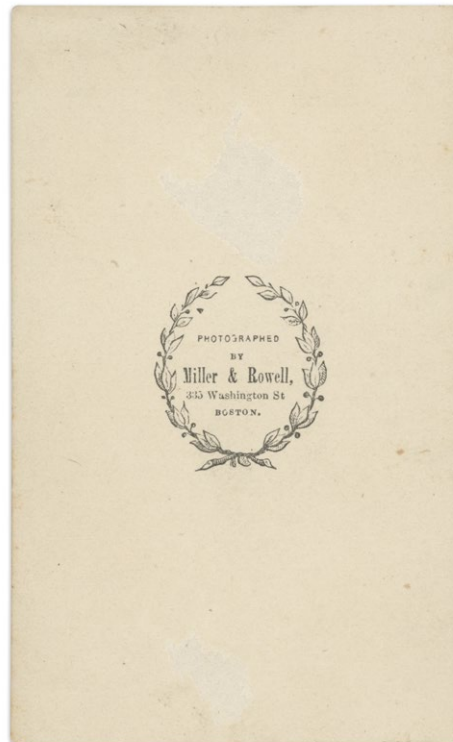 PHOTOGRAPHED
BY
Miller & Rowell,
335 Washington St
BOSTON.